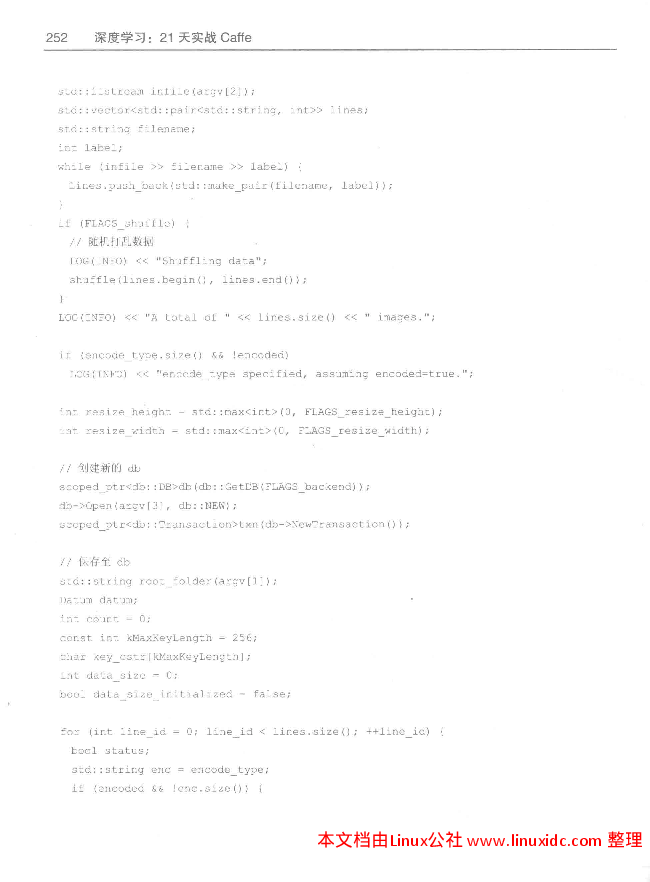 252 深度学习：21 天实战 Caffe
std::ifstream infile(argv[2]);
std::vector<std::pair<std::string, int>> lines;
std::string filename;
int label;
while (infile >> filename >> label) {
lines.push_back(std::make_pair(filename, label));
}
if (FLAGS_shuffle) {
// 随机打乱数据
LOG(INFO) << "Shuffling data";
shuffle(lines.begin(), lines.end());
}
LOG(INFO) << "A total of " << lines.size() << " images.";
if (encode_type.size() && !encoded)
LOG(INFO) << "encode_type specified, assuming encoded=true.";
int resize_height = std::max<int>(0, FLAGS_resize_height);
int resize_width = std::max<int>(0, FLAGS_resize_width);
// 创建新的 db
scoped_ptr<db::DB>db(db::GetDB(FLAGS_backend));
db->Open(argv[3], db::NEW);
scoped_ptr<db::Transaction>txn(db->NewTransaction());
// 保存至 db
std::string root_folder(argv[1]);
Datum datum;
int count = 0;
const int kMaxKeyLength = 256;
char key_cstr[kMaxKeyLength];
int data_size = 0;
bool data_size_initialized = false;
for (int line_id = 0; line_id < lines.size(); ++line_id) {
bool status;
std::string enc = encode_type;
if (encoded && !enc.size()) {
本文档由Linux公社 www.linuxidc.com 整理